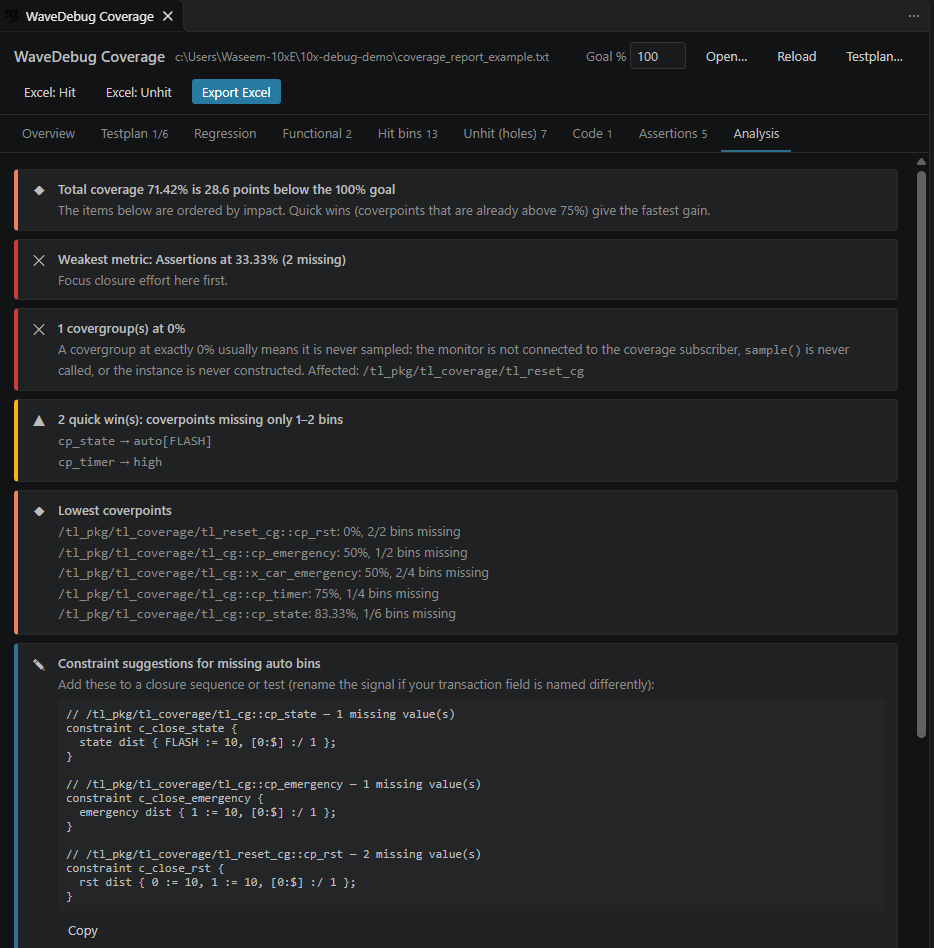 WaveDebug Coverage
WaveDebug Coverage c:\Users\Waseem-10xE\10x-debug-demo\coverage_report_example.txt Goal % 100 Open... Reload Testplan...
Excel: Hit Excel: Unhit Export Excel
Overview Testplan 1/6 Regression Functional 2 Hit bins 13 Unhit (holes) 7 Code 1 Assertions 5 Analysis
Total coverage 71.42% is 28.6 points below the 100% goal
The items below are ordered by impact. Quick wins (coverpoints that are already above 75%) give the fastest gain.
Weakest metric: Assertions at 33.33% (2 missing)
Focus closure effort here first.
1 covergroup(s) at 0%
A covergroup at exactly 0% usually means it is never sampled: the monitor is not connected to the coverage subscriber, sample() is never
called, or the instance is never constructed. Affected: /tl_pkg/tl_coverage/tl_reset_cg
2 quick win(s): coverpoints missing only 1–2 bins
cp_state → auto[FLASH]
cp_timer → high
Lowest coverpoints
/tl_pkg/tl_coverage/tl_reset_cg::cp_rst: 0%, 2/2 bins missing
/tl_pkg/tl_coverage/tl_cg::cp_emergency: 50%, 1/2 bins missing
/tl_pkg/tl_coverage/tl_cg::x_car_emergency: 50%, 2/4 bins missing
/tl_pkg/tl_coverage/tl_cg::cp_timer: 75%, 1/4 bins missing
/tl_pkg/tl_coverage/tl_cg::cp_state: 83.33%, 1/6 bins missing
Constraint suggestions for missing auto bins
Add these to a closure sequence or test (rename the signal if your transaction field is named differently):
// /tl_pkg/tl_coverage/tl_cg::cp_state — 1 missing value(s)
constraint c_close_state {
  state dist { FLASH := 10, [0:$] :/ 1 };
}
// /tl_pkg/tl_coverage/tl_cg::cp_emergency — 1 missing value(s)
constraint c_close_emergency {
  emergency dist { 1 := 10, [0:$] :/ 1 };
}
// /tl_pkg/tl_coverage/tl_reset_cg::cp_rst — 2 missing value(s)
constraint c_close_rst {
  rst dist { 0 := 10, 1 := 10, [0:$] :/ 1 };
}
Copy